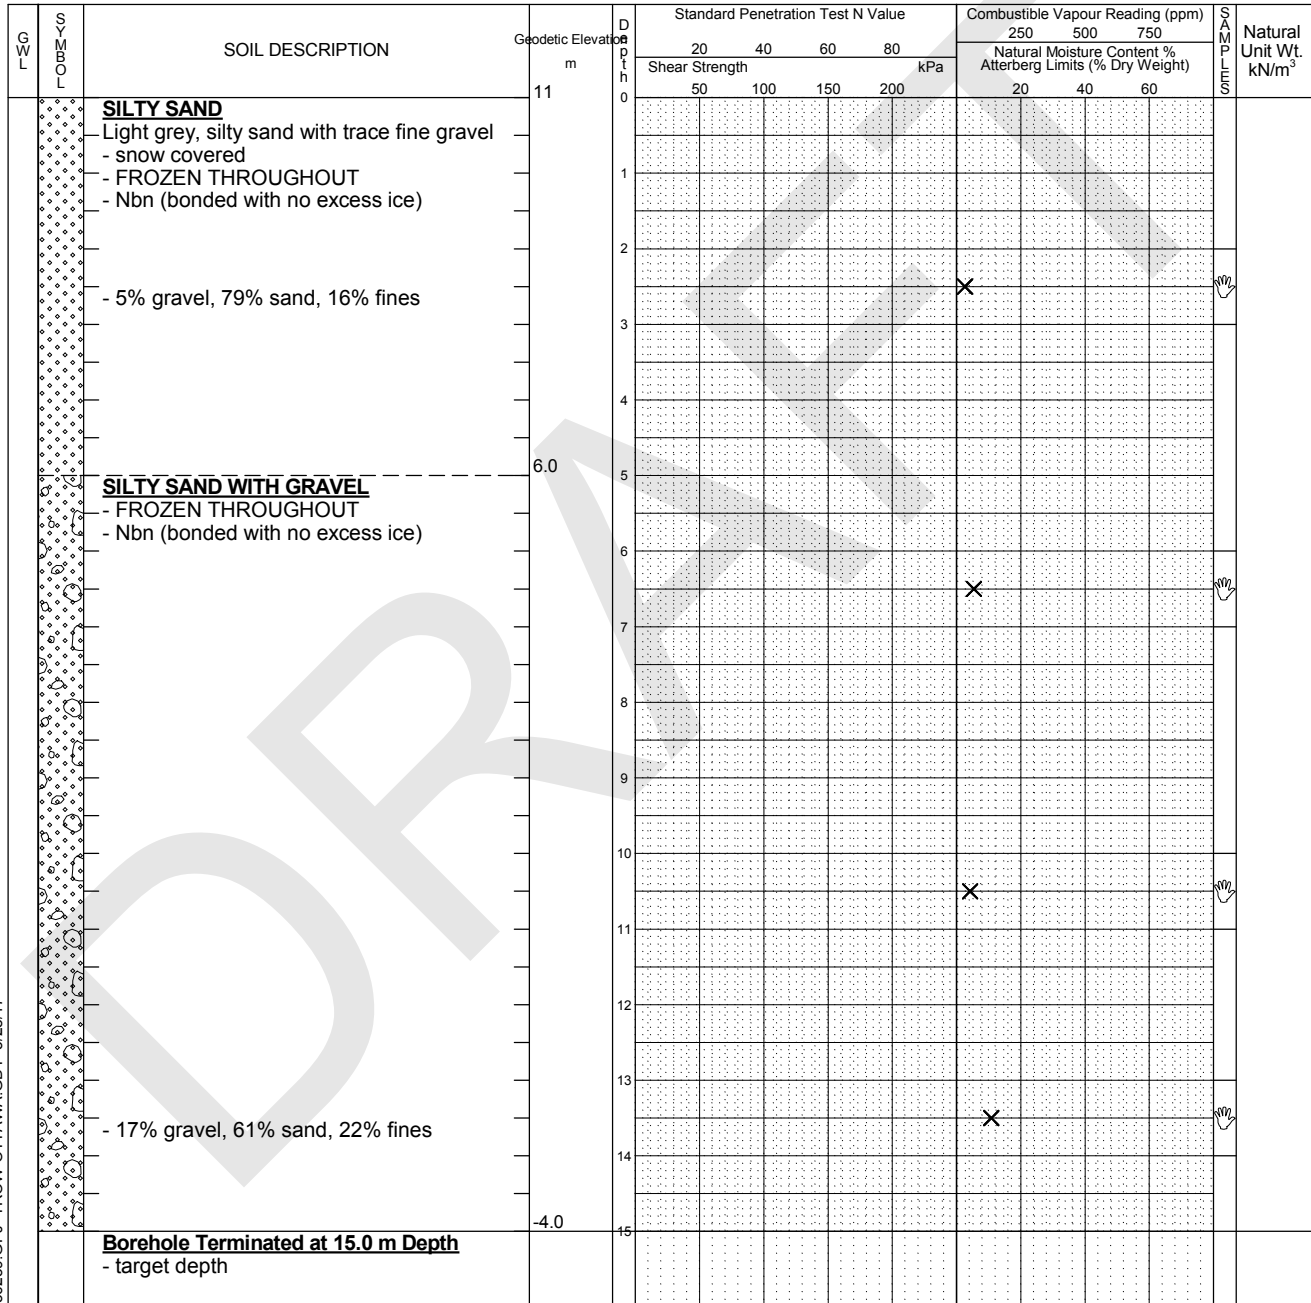 GWL
SYMBOL
SOIL DESCRIPTION
Geodetic Elevation
m
Depth
Standard Penetration Test N Value
20 40 60 80
Shear Strength kPa
50 100 150 200
Combustible Vapour Reading (ppm)
250 500 750
Natural Moisture Content %
Atterberg Limits (% Dry Weight)
20 40 60
SAMPLES
Natural
Unit Wt.
kN/m³
11
0
SILTY SAND
Light grey, silty sand with trace fine gravel
- snow covered
- FROZEN THROUGHOUT
- Nbn (bonded with no excess ice)
1
2
- 5% gravel, 79% sand, 16% fines
3
4
6.0
5
SILTY SAND WITH GRAVEL
- FROZEN THROUGHOUT
- Nbn (bonded with no excess ice)
6
7
8
9
10
11
12
13
- 17% gravel, 61% sand, 22% fines
14
-4.0
15
Borehole Terminated at 15.0 m Depth
- target depth
DRAFT